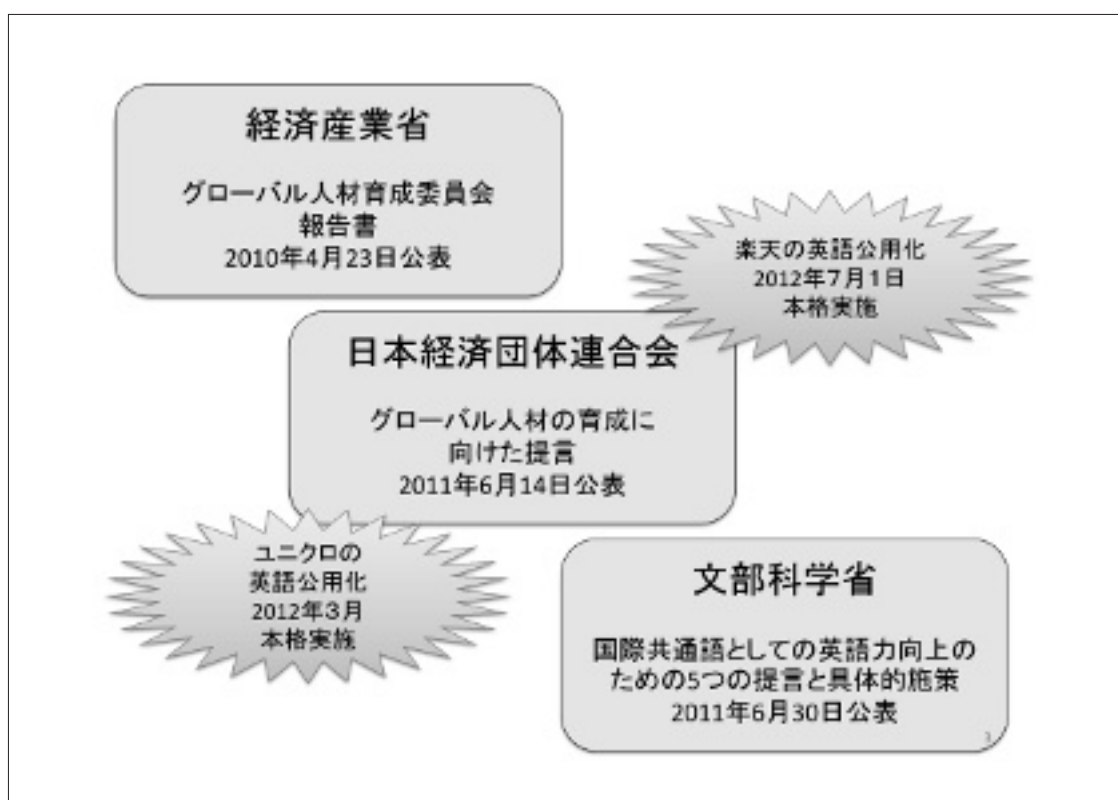 経済産業省
グローバル人材育成委員会
報告書
2010年4月23日公表
楽天の英語公用化
2012年7月1日
本格実施
日本経済団体連合会
グローバル人材の育成に
向けた提言
2011年6月14日公表
ユニクロの
英語公用化
2012年3月
本格実施
文部科学省
国際共通語としての英語力向上の
ための5つの提言と具体的施策
2011年6月30日公表